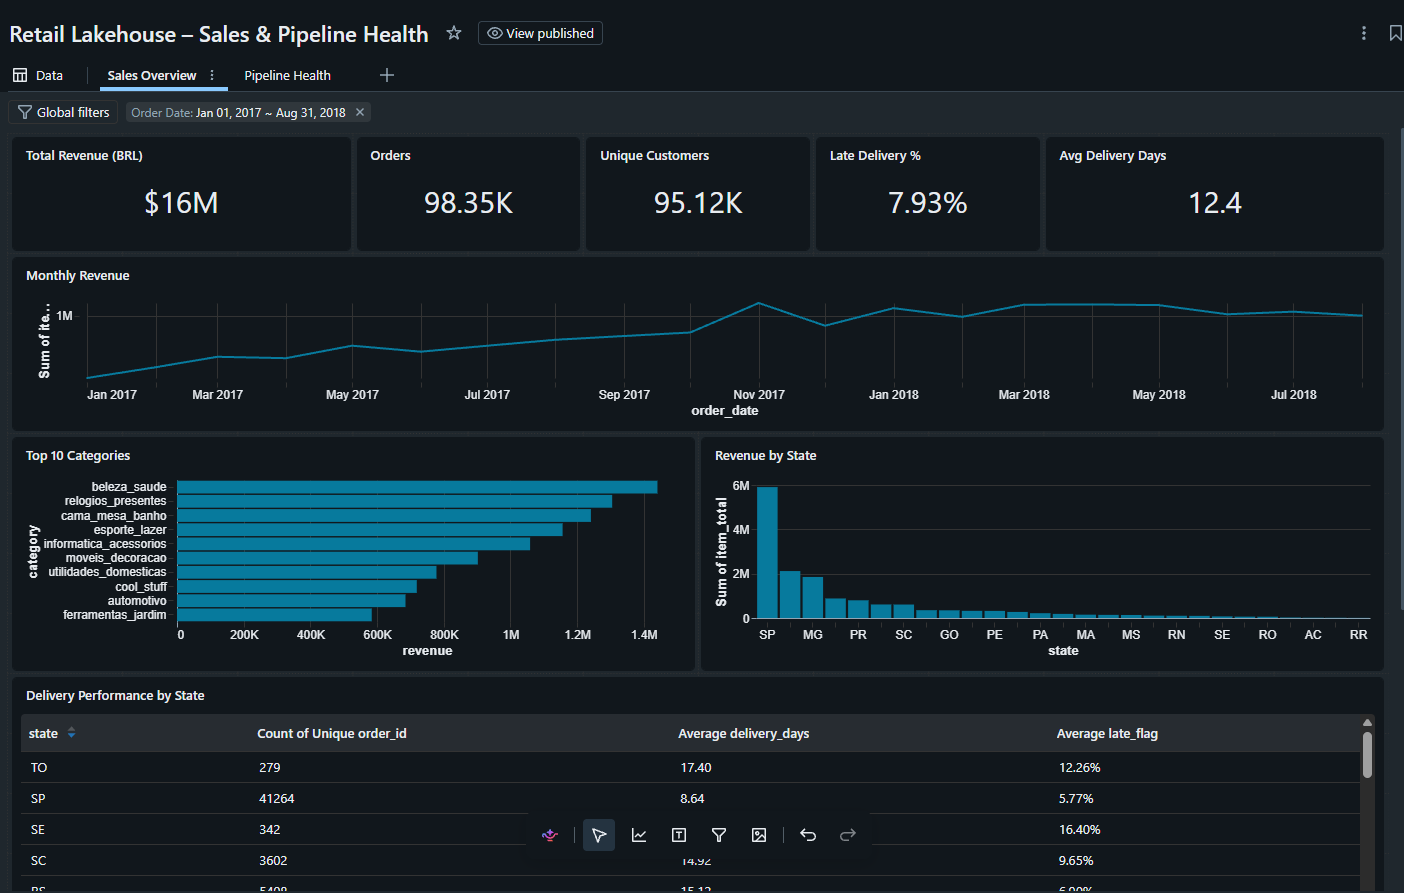 Retail Lakehouse – Sales & Pipeline Health
View published
Data
Sales Overview
Pipeline Health
Global filters
Order Date: Jan 01, 2017 ~ Aug 31, 2018
Total Revenue (BRL)
$16M
Orders
98.35K
Unique Customers
95.12K
Late Delivery %
7.93%
Avg Delivery Days
12.4
Monthly Revenue
Sum of ite...
1M
Jan 2017 Mar 2017 May 2017 Jul 2017 Sep 2017 Nov 2017 Jan 2018 Mar 2018 May 2018 Jul 2018
order_date
Top 10 Categories
category
beleza_saude
relogios_presentes
cama_mesa_banho
esporte_lazer
informatica_acessorios
moveis_decoracao
utilidades_domesticas
cool_stuff
automotivo
ferramentas_jardim
0 200K 400K 600K 800K 1M 1.2M 1.4M
revenue
Revenue by State
Sum of item_total
6M
4M
2M
0
SP MG PR SC GO PE PA MA MS RN SE RO AC RR
state
Delivery Performance by State
state Count of Unique order_id Average delivery_days Average late_flag
TO 279 17.40 12.26%
SP 41264 8.64 5.77%
SE 342 16.40%
SC 3602 14.92 9.65%